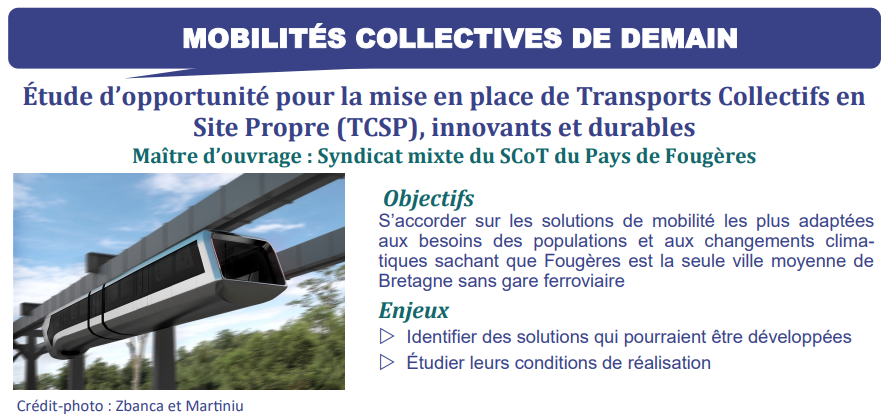 MOBILITÉS COLLECTIVES DE DEMAIN
Étude d’opportunité pour la mise en place de Transports Collectifs en
Site Propre (TCSP), innovants et durables
Maître d’ouvrage : Syndicat mixte du SCoT du Pays de Fougères
Objectifs
S’accorder sur les solutions de mobilité les plus adaptées
aux besoins des populations et aux changements clima-
tiques sachant que Fougères est la seule ville moyenne de
Bretagne sans gare ferroviaire
Enjeux
▷ Identifier des solutions qui pourraient être développées
▷ Étudier leurs conditions de réalisation
Crédit-photo : Zbanca et Martiniu